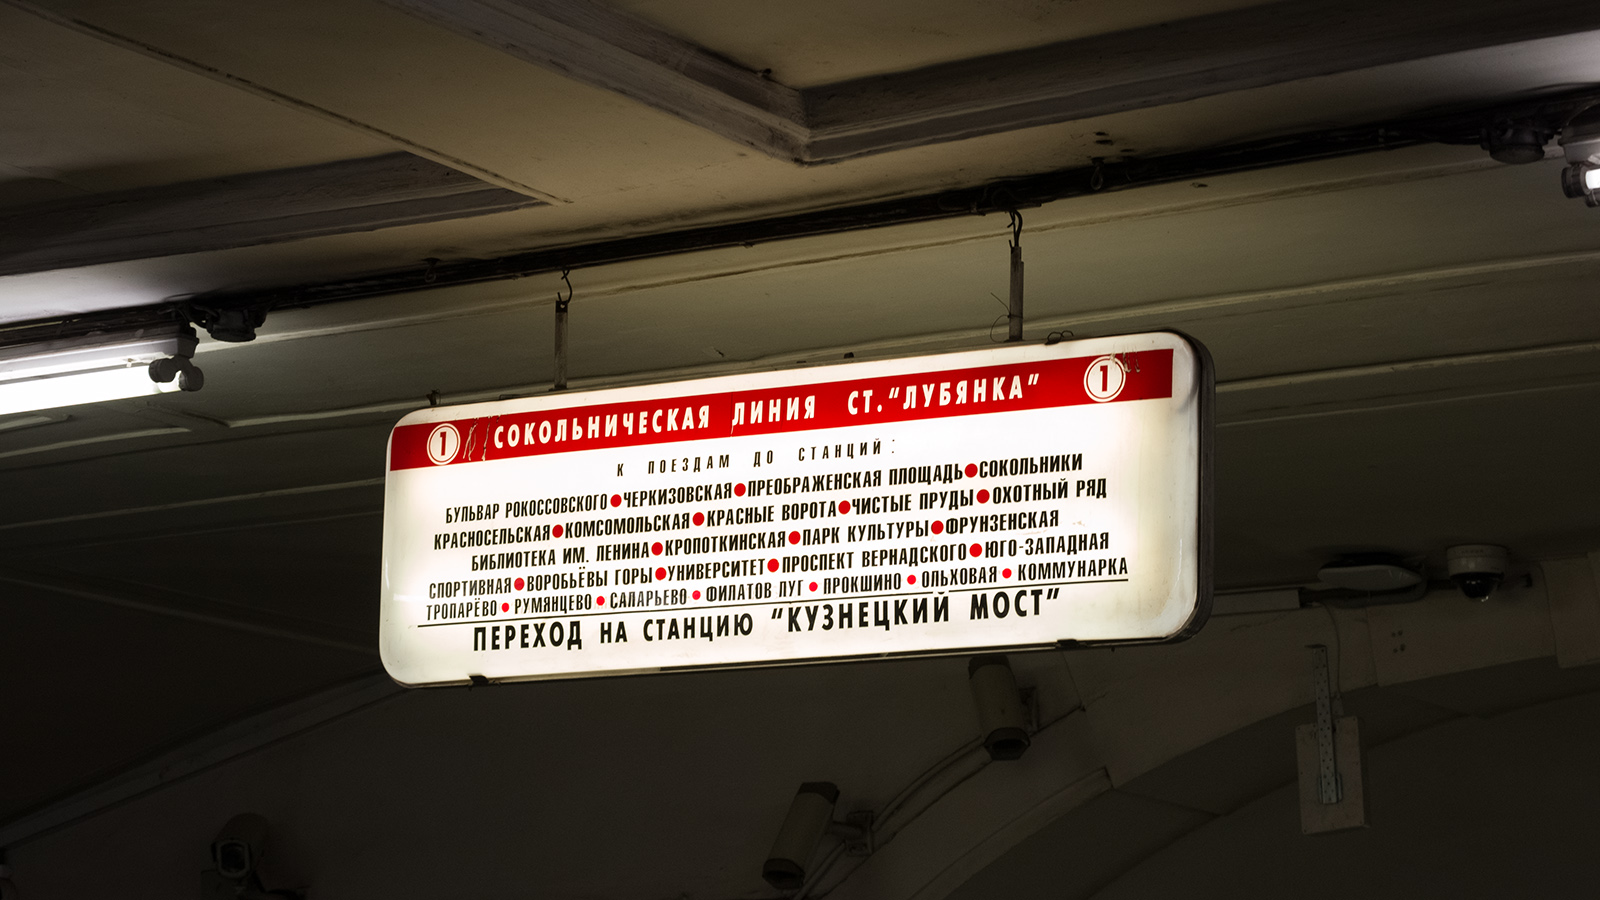 1 СОКОЛЬНИЧЕСКАЯ ЛИНИЯ СТ. "ЛУБЯНКА" 1
К ПОЕЗДАМ ДО СТАНЦИЙ:
БУЛЬВАР РОКОССОВСКОГО●ЧЕРКИЗОВСКАЯ●ПРЕОБРАЖЕНСКАЯ ПЛОЩАДЬ●СОКОЛЬНИКИ
КРАСНОСЕЛЬСКАЯ●КОМСОМОЛЬСКАЯ●КРАСНЫЕ ВОРОТА●ЧИСТЫЕ ПРУДЫ●ОХОТНЫЙ РЯД
БИБЛИОТЕКА ИМ. ЛЕНИНА●КРОПОТКИНСКАЯ●ПАРК КУЛЬТУРЫ●ФРУНЗЕНСКАЯ
СПОРТИВНАЯ●ВОРОБЬЁВЫ ГОРЫ●УНИВЕРСИТЕТ●ПРОСПЕКТ ВЕРНАДСКОГО●ЮГО-ЗАПАДНАЯ
ТРОПАРЁВО ● РУМЯНЦЕВО ● САЛАРЬЕВО ● ФИЛАТОВ ЛУГ ● ПРОКШИНО ● ОЛЬХОВАЯ ● КОММУНАРКА
ПЕРЕХОД НА СТАНЦИЮ "КУЗНЕЦКИЙ МОСТ"